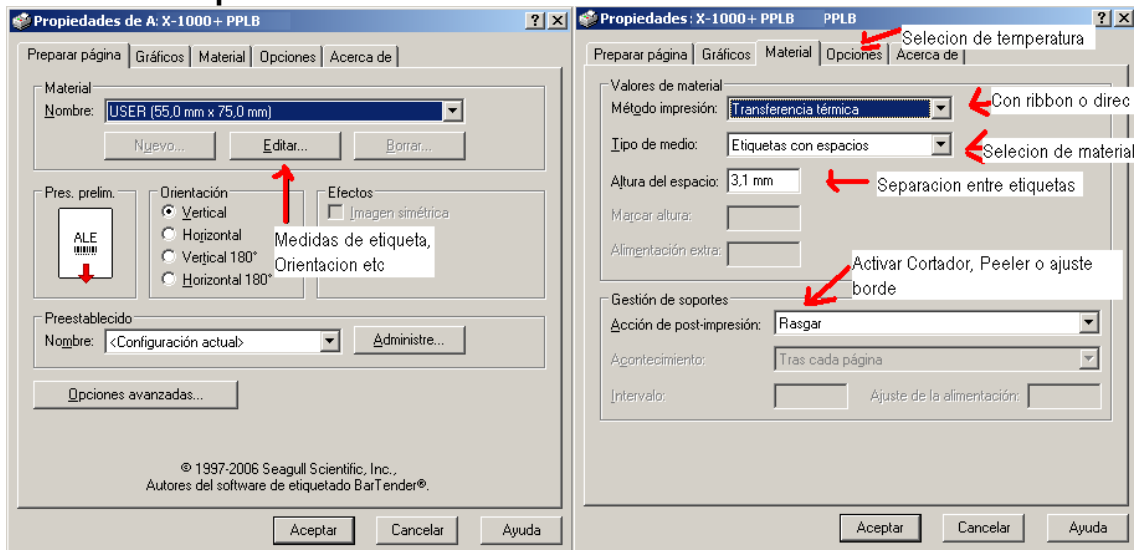 Propiedades de A: X-1000+ PPLB
Preparar página Gráficos Material Opciones Acerca de
Material
Nombre: USER (55,0 mm x 75,0 mm)
Nuevo... Editar... Borrar...
Pres. prelim.
ALE
Orientación
Vertical
Horizontal
Vertical 180°
Horizontal 180°
Efectos
Imagen simétrica
Medidas de etiqueta,
Orientacion etc
Preestablecido
Nombre: <Configuración actual> Administre...
Opciones avanzadas...
© 1997-2006 Seagull Scientific, Inc.,
Autores del software de etiquetado BarTender®.
Aceptar Cancelar Ayuda
Propiedades: X-1000+ PPLB PPLB
Selecion de temperatura
Preparar página Gráficos Material Opciones Acerca de
Valores de material
Método impresión: Transferencia térmica
Con ribbon o direc
Tipo de medio: Etiquetas con espacios
Selecion de material
Altura del espacio: 3,1 mm
Separacion entre etiquetas
Marcar altura:
Alimentación extra:
Activar Cortador, Peeler o ajuste
borde
Gestión de soportes
Acción de post-impresión: Rasgar
Acontecimiento: Tras cada página
Intervalo: Ajuste de la alimentación:
Aceptar Cancelar Ayuda